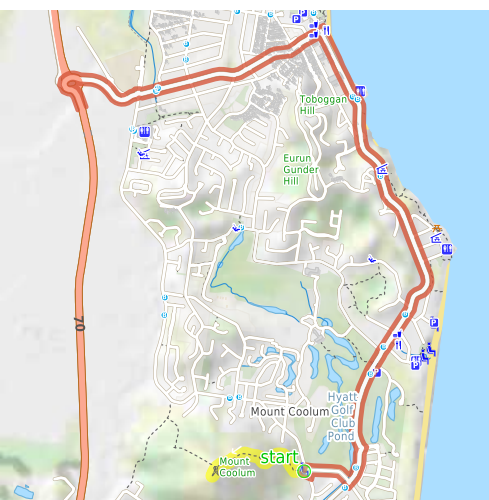 Toboggan
Hill
Eurun
Gunder
Hill
70
Hyatt
Golf
Club
Pond
Mount Coolum
start
Mount
Coolum